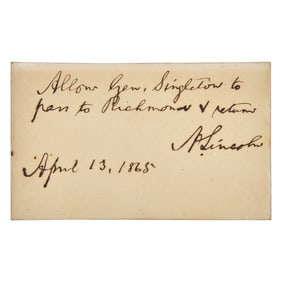 Allow Gen, Singleton to
pass to Richmond & return
A. Lincoln
April 13, 1865